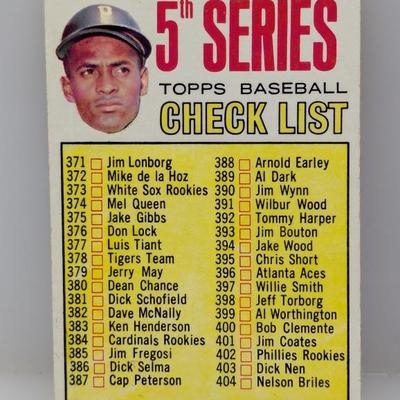 5th SERIES
TOPPS BASEBALL
CHECK LIST
371 Jim Lonborg
372 Mike de la Hoz
373 White Sox Rookies
374 Mel Queen
375 Jake Gibbs
376 Don Lock
377 Luis Tiant
378 Tigers Team
379 Jerry May
380 Dean Chance
381 Dick Schofield
382 Dave McNally
383 Ken Henderson
384 Cardinals Rookies
385 Jim Fregosi
386 Dick Selma
387 Cap Peterson
388 Arnold Earley
389 Al Dark
390 Jim Wynn
391 Wilbur Wood
392 Tommy Harper
393 Jim Bouton
394 Jake Wood
395 Chris Short
396 Atlanta Aces
397 Willie Smith
398 Jeff Torborg
399 Al Worthington
400 Bob Clemente
401 Jim Coates
402 Phillies Rookies
403 Dick Nen
404 Nelson Briles